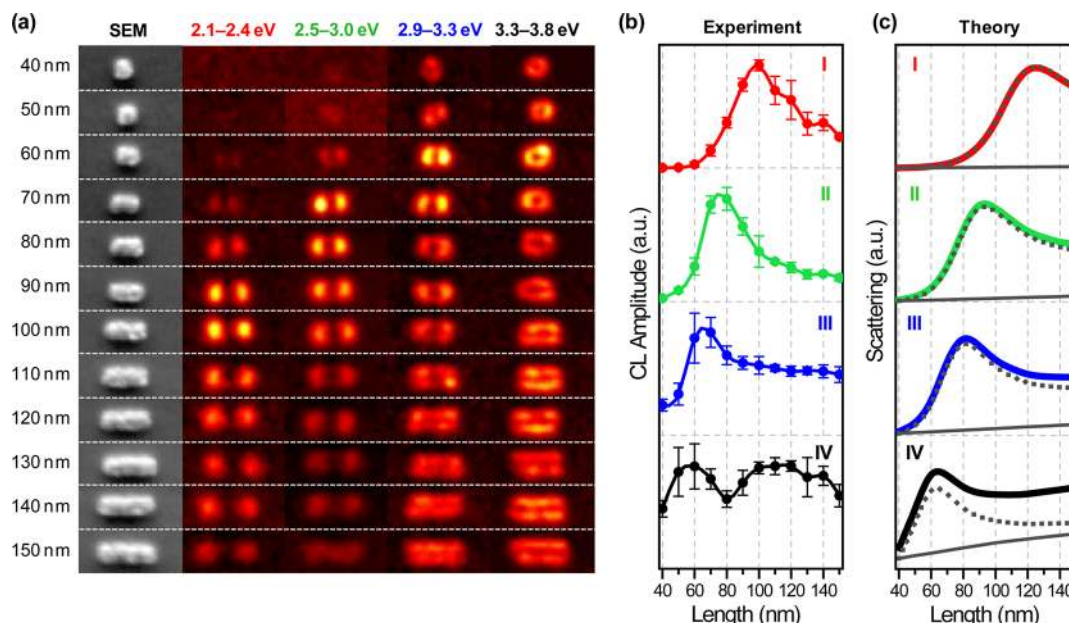 (a)
SEM 2.1–2.4 eV 2.5–3.0 eV 2.9–3.3 eV 3.3–3.8 eV
40 nm
50 nm
60 nm
70 nm
80 nm
90 nm
100 nm
110 nm
120 nm
130 nm
140 nm
150 nm
(b)
Experiment
CL Amplitude (a.u.)
I
II
III
IV
40 60 80 100 120 140
Length (nm)
(c)
Theory
Scattering (a.u.)
I
II
III
IV
40 60 80 100 120 140
Length (nm)